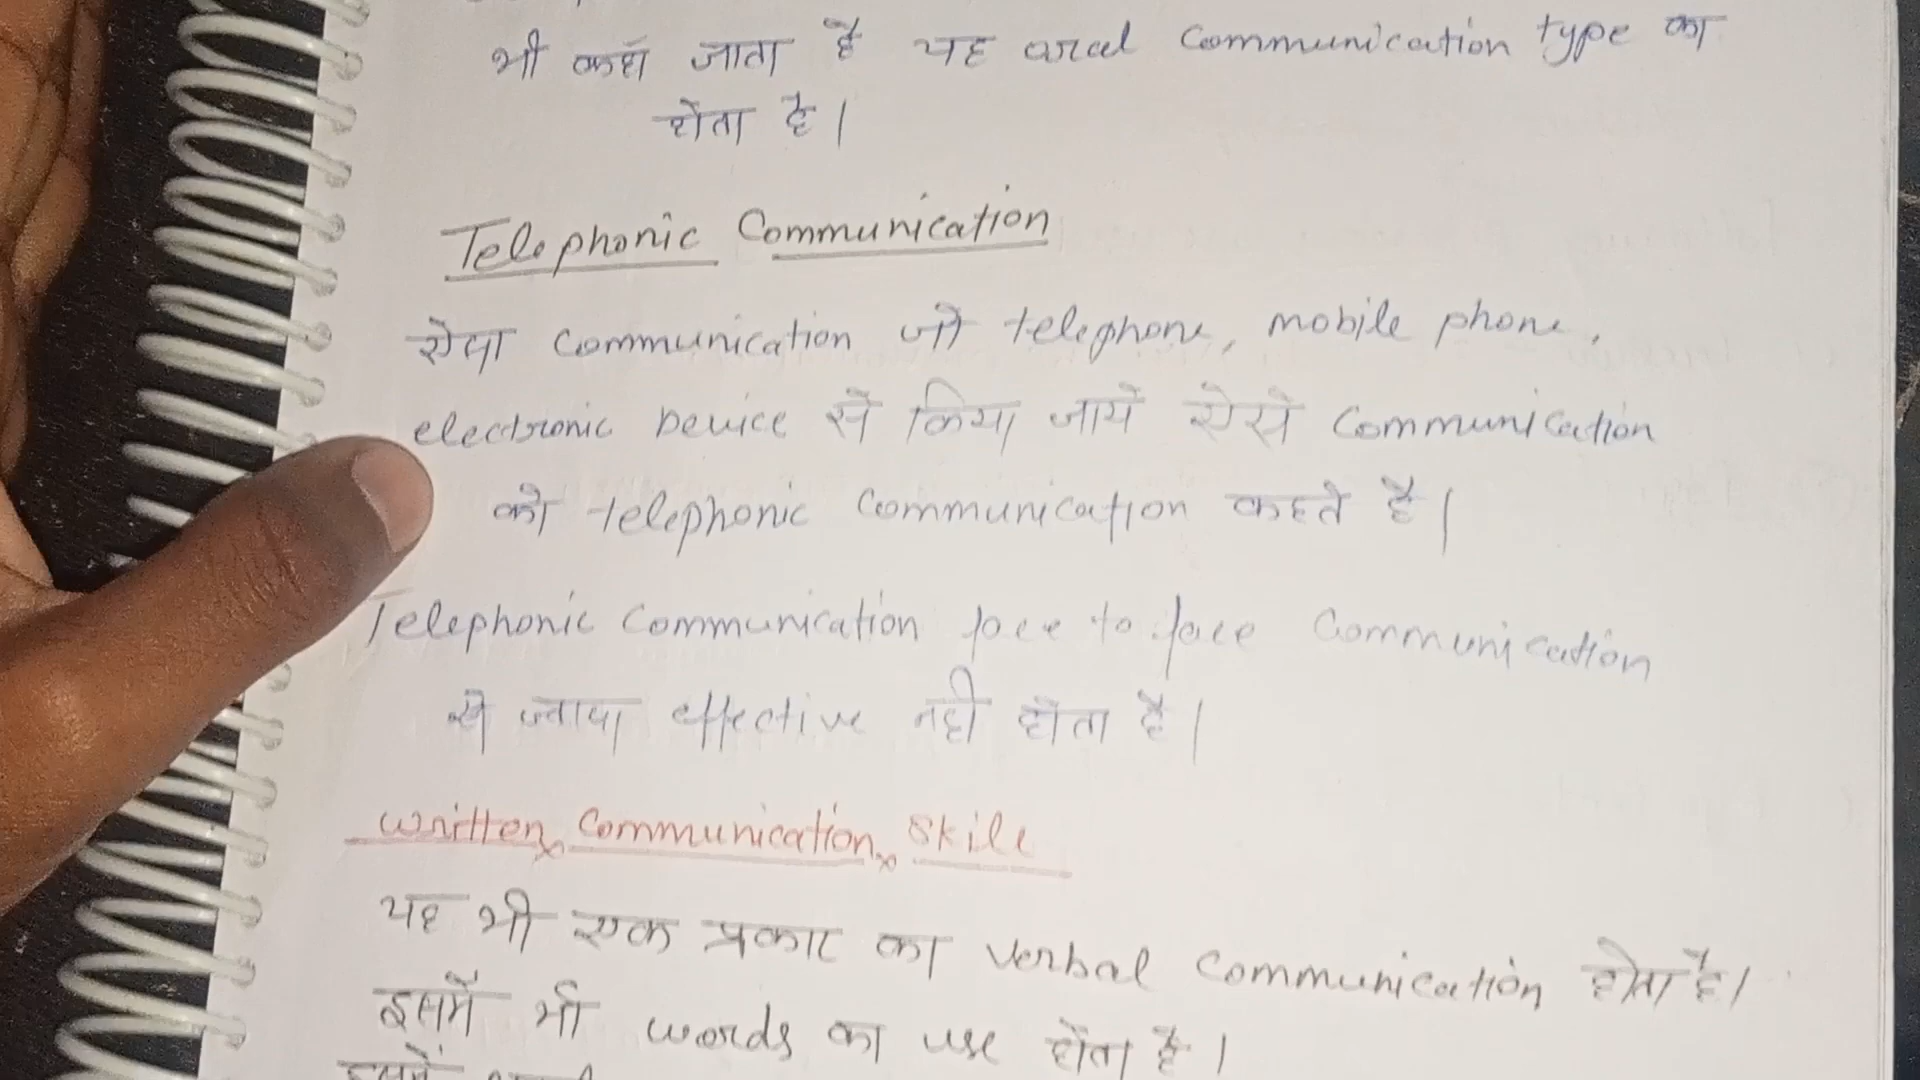 भी कहाँ जाता है यह oral communication type का
होता है।
Telephonic Communication
ऐसा communication जो telephone, mobile phone,
electronic Device से किया जाये ऐसे communication
को telephonic communication कहते है।
Telephonic communication face to face communication
से ज्यादा effective नही होता है।
written communication skill
यह भी एक प्रकार का verbal communication होता है।
इसमें भी words का use होता है।
इसमें